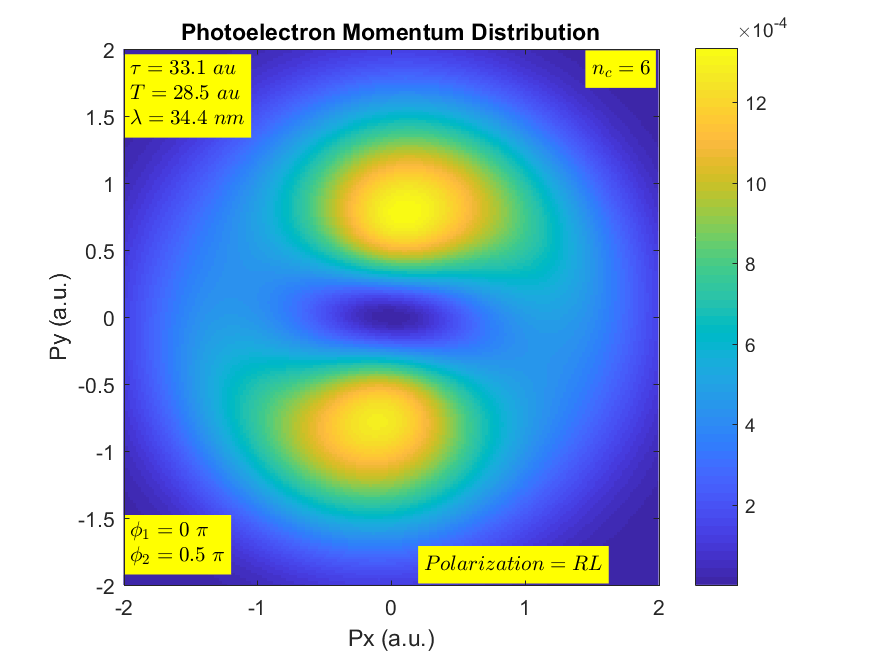 Photoelectron Momentum Distribution
×10⁻⁴
τ = 33.1 au
T = 28.5 au
λ = 34.4 nm
n_c = 6
2
1.5
1
0.5
0
-0.5
-1
-1.5
-2
Py (a.u.)
ϕ₁ = 0 π
ϕ₂ = 0.5 π
Polarization = RL
-2 -1 0 1 2
Px (a.u.)
12
10
8
6
4
2